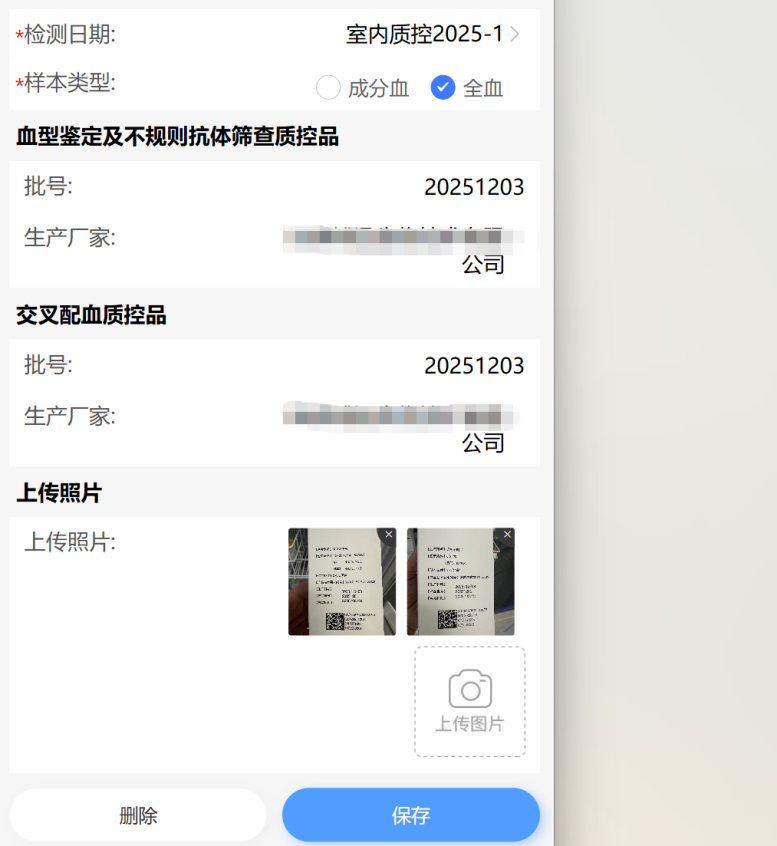 *检测日期:
室内质控2025-1
*样本类型:
成分血
全血
血型鉴定及不规则抗体筛查质控品
批号:
20251203
生产厂家:
公司
交叉配血质控品
批号:
20251203
生产厂家:
公司
上传照片
上传照片:
上传图片
删除
保存